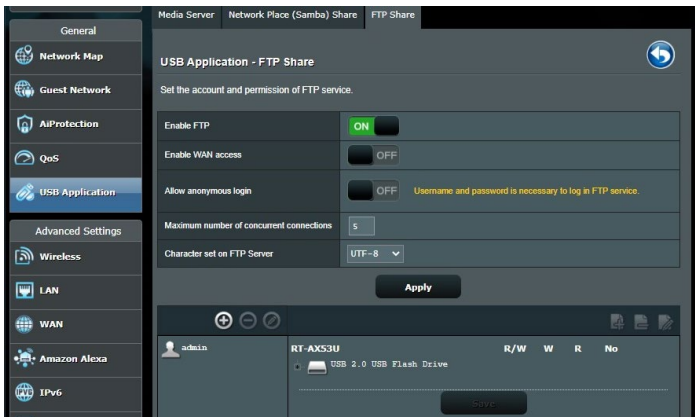 General
Network Map
Guest Network
AiProtection
QoS
USB Application
Advanced Settings
Wireless
LAN
WAN
Amazon Alexa
IPv6
Media Server Network Place (Samba) Share FTP Share
USB Application - FTP Share
Set the account and permission of FTP service.
Enable FTP ON
Enable WAN access OFF
Allow anonymous login OFF Username and password is necessary to log in FTP service.
Maximum number of concurrent connections 5
Character set on FTP Server UTF-8
Apply
admin RT-AX53U R/W W R No
USB 2.0 USB Flash Drive
Save